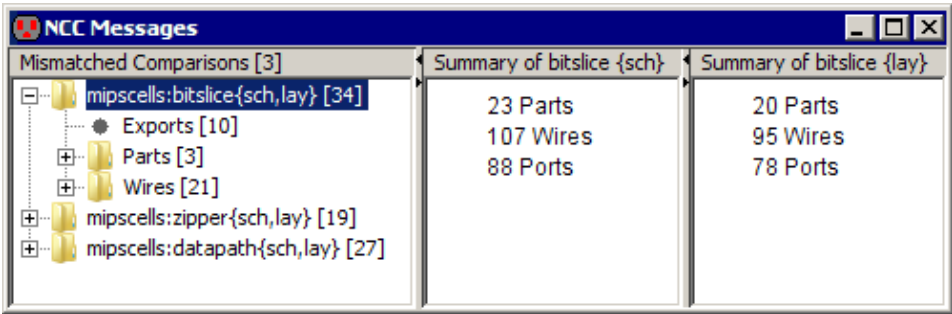 NCC Messages
Mismatched Comparisons [3]
mipscells:bitslice{sch,lay} [34]
Exports [10]
Parts [3]
Wires [21]
mipscells:zipper{sch,lay} [19]
mipscells:datapath{sch,lay} [27]
Summary of bitslice {sch}
23 Parts
107 Wires
88 Ports
Summary of bitslice {lay}
20 Parts
95 Wires
78 Ports